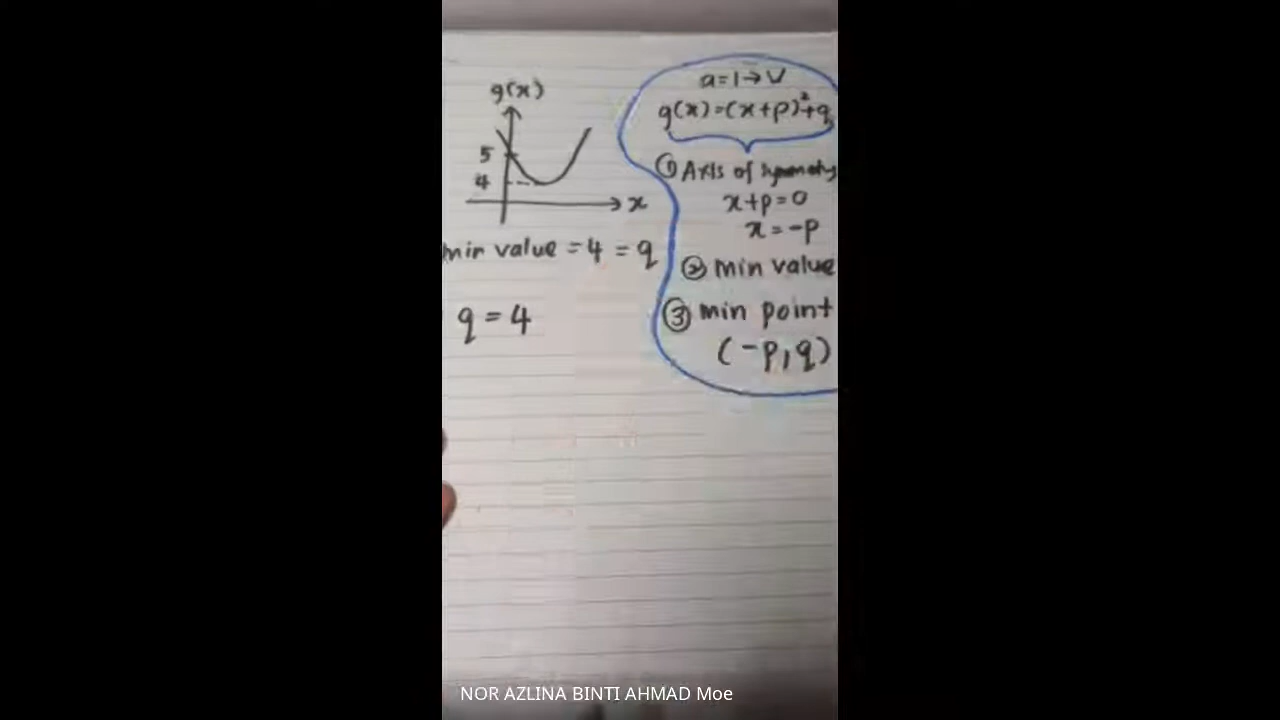 g(x)
5
4
x
min value = 4 = q
q = 4
a=1→∪
g(x)=(x+p)²+q
① Axis of symmetry
x+p=0
x=-p
② min value
③ min point
(-p,q)
NOR AZLINA BINTI AHMAD Moe